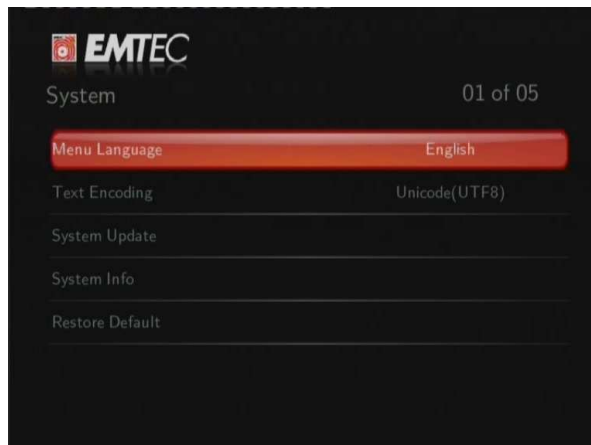 EMTEC
System 01 of 05
Menu Language English
Text Encoding Unicode(UTF8)
System Update
System Info
Restore Default